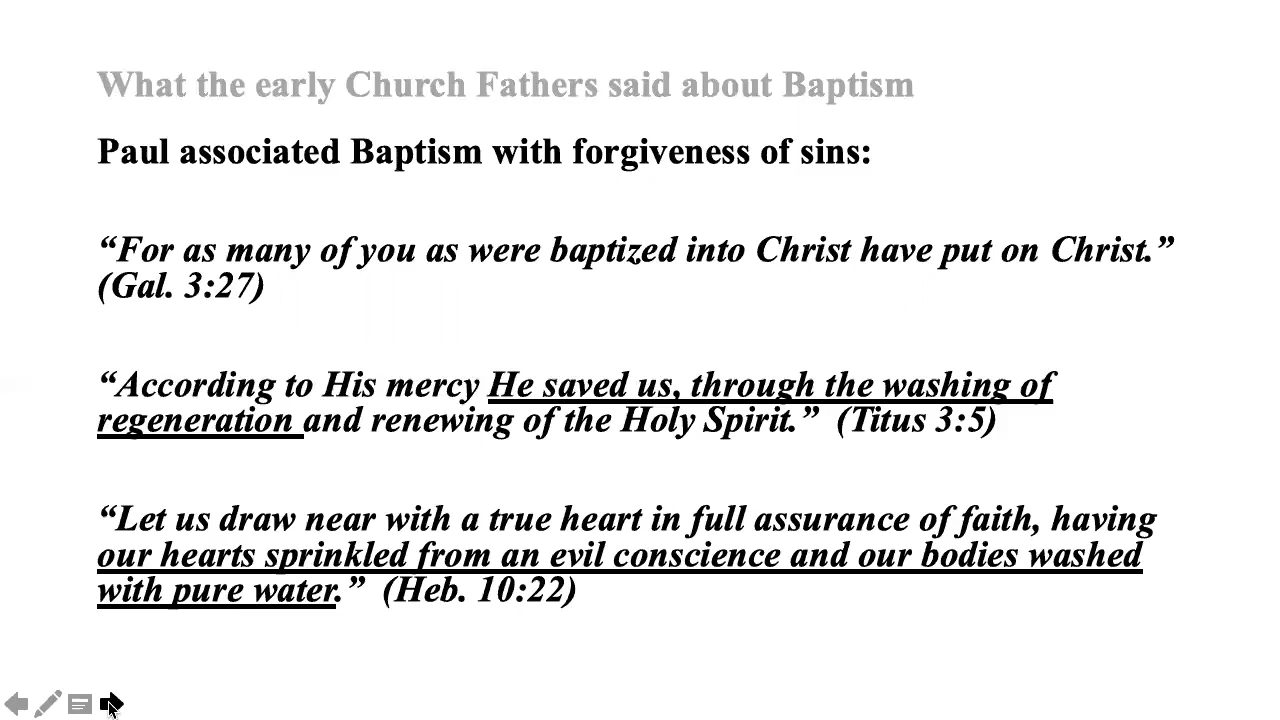 What the early Church Fathers said about Baptism
Paul associated Baptism with forgiveness of sins:
“For as many of you as were baptized into Christ have put on Christ.”
(Gal. 3:27)
“According to His mercy He saved us, through the washing of
regeneration and renewing of the Holy Spirit.” (Titus 3:5)
“Let us draw near with a true heart in full assurance of faith, having
our hearts sprinkled from an evil conscience and our bodies washed
with pure water.” (Heb. 10:22)